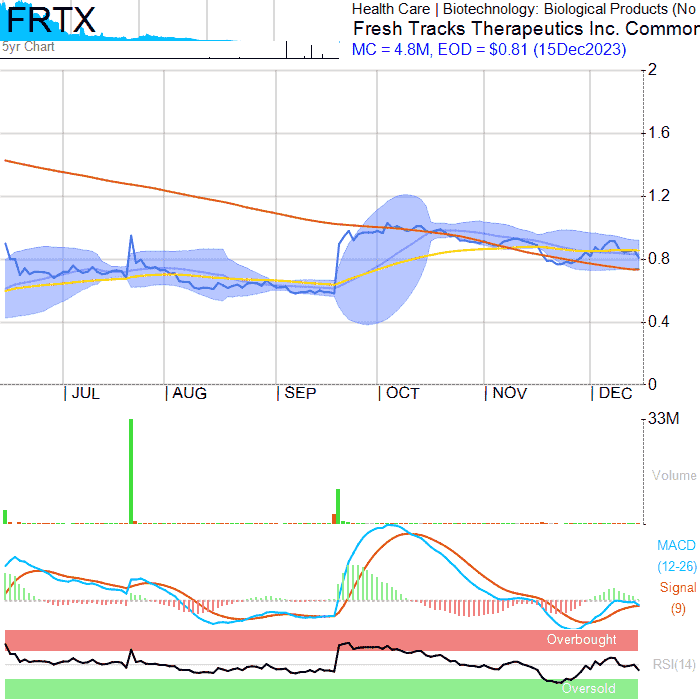 FRTX
Health Care | Biotechnology: Biological Products (No
Fresh Tracks Therapeutics Inc. Common
5yr Chart
MC = 4.8M, EOD = $0.81 (15Dec2023)
2
1.6
1.2
0.8
0.4
0
JUL AUG SEP OCT NOV DEC
33M
Volume
MACD
(12-26)
Signal
(9)
Overbought
RSI(14)
Oversold